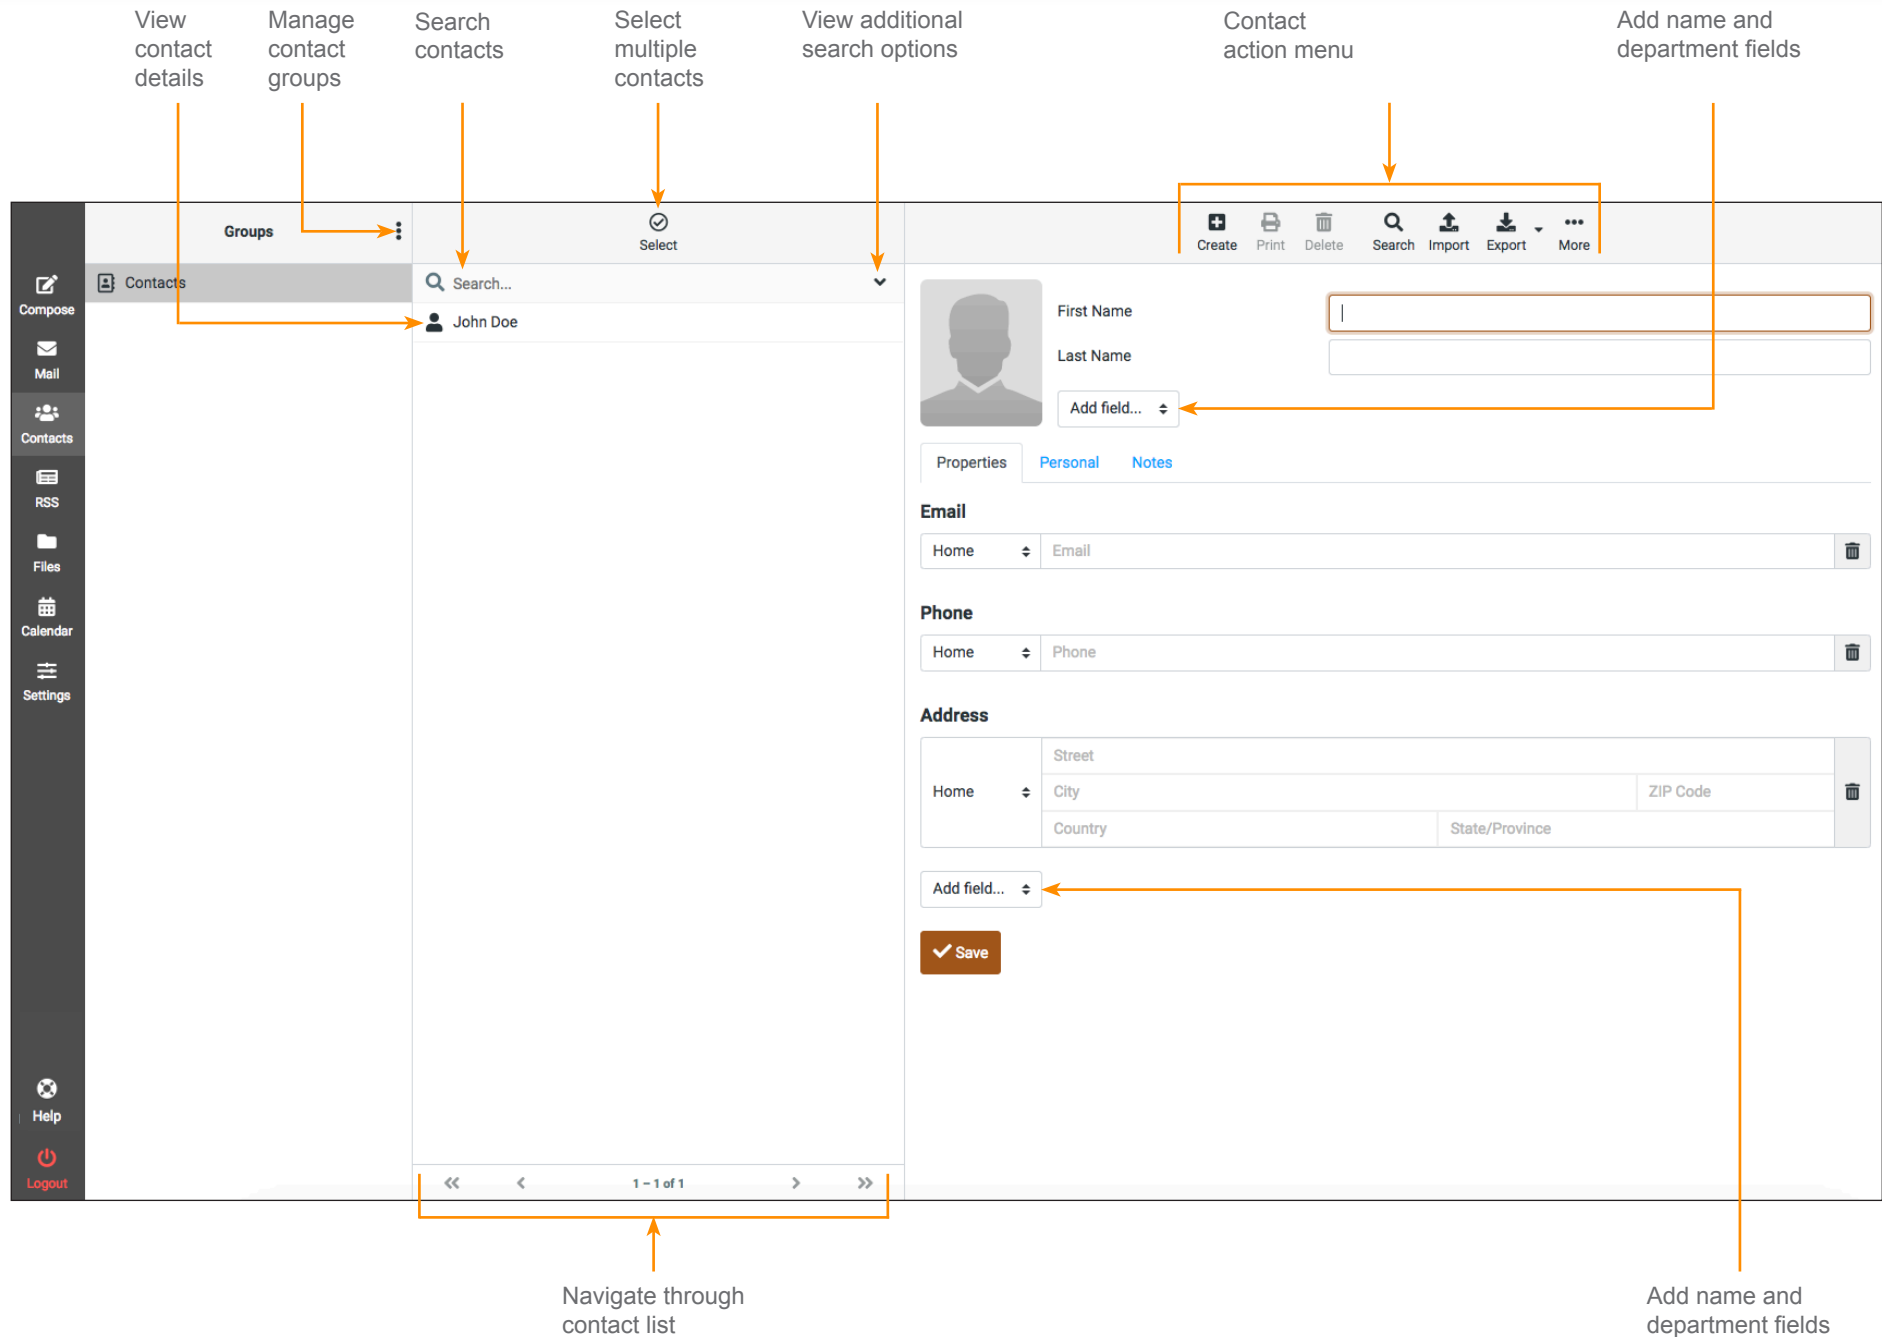 View
contact
details
Manage
contact
groups
Search
contacts
Select
multiple
contacts
View additional
search options
Contact
action menu
Add name and
department fields
Groups
Select
Create
Print
Delete
Search
Import
Export
More
Compose
Mail
Contacts
RSS
Files
Calendar
Settings
Help
Logout
Contacts
Search...
John Doe
1 – 1 of 1
First Name
Last Name
Add field...
Properties
Personal
Notes
Email
Home
Email
Phone
Home
Phone
Address
Home
Street
City
ZIP Code
Country
State/Province
Add field...
Save
Navigate through
contact list
Add name and
department fields